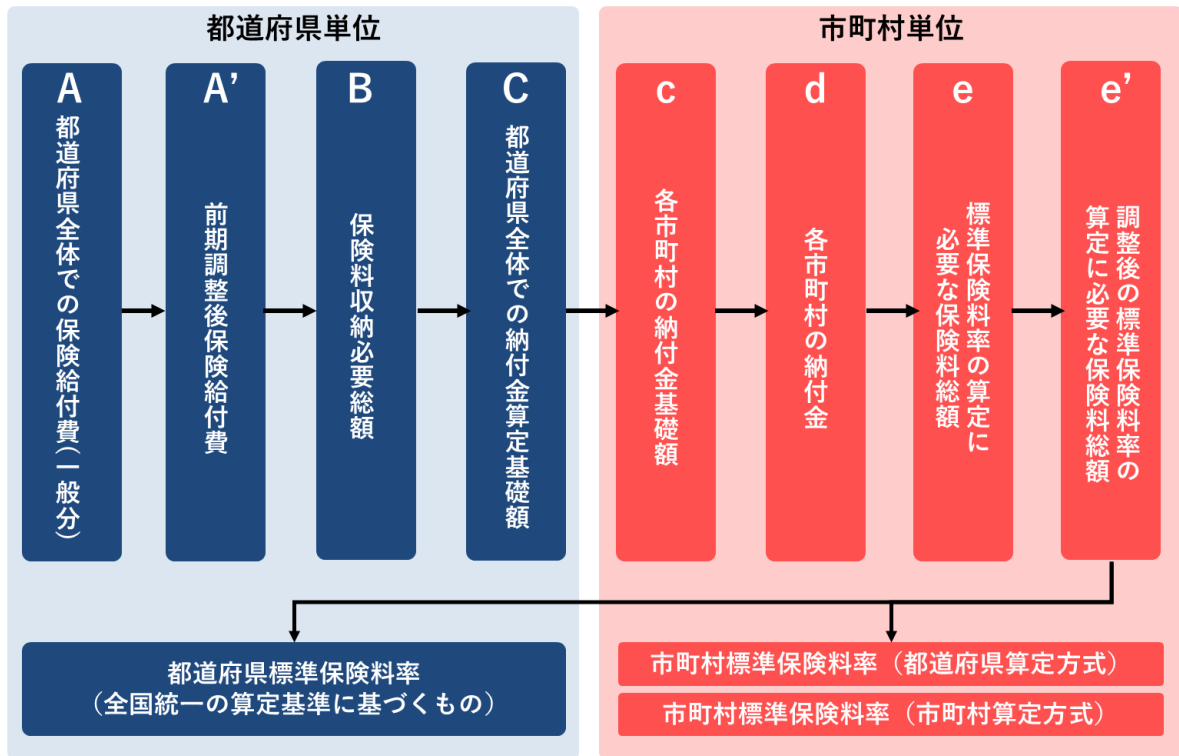 都道府県単位
A
都道府県全体での保険給付費(一般分)
A’
前期調整後保険給付費
B
保険料収納必要総額
C
都道府県全体での納付金算定基礎額
市町村単位
c
各市町村の納付金基礎額
d
各市町村の納付金
e
標準保険料率の算定に
必要な保険料総額
e’
調整後の標準保険料率の
算定に必要な保険料総額
都道府県標準保険料率
（全国統一の算定基準に基づくもの）
市町村標準保険料率（都道府県算定方式）
市町村標準保険料率（市町村算定方式）